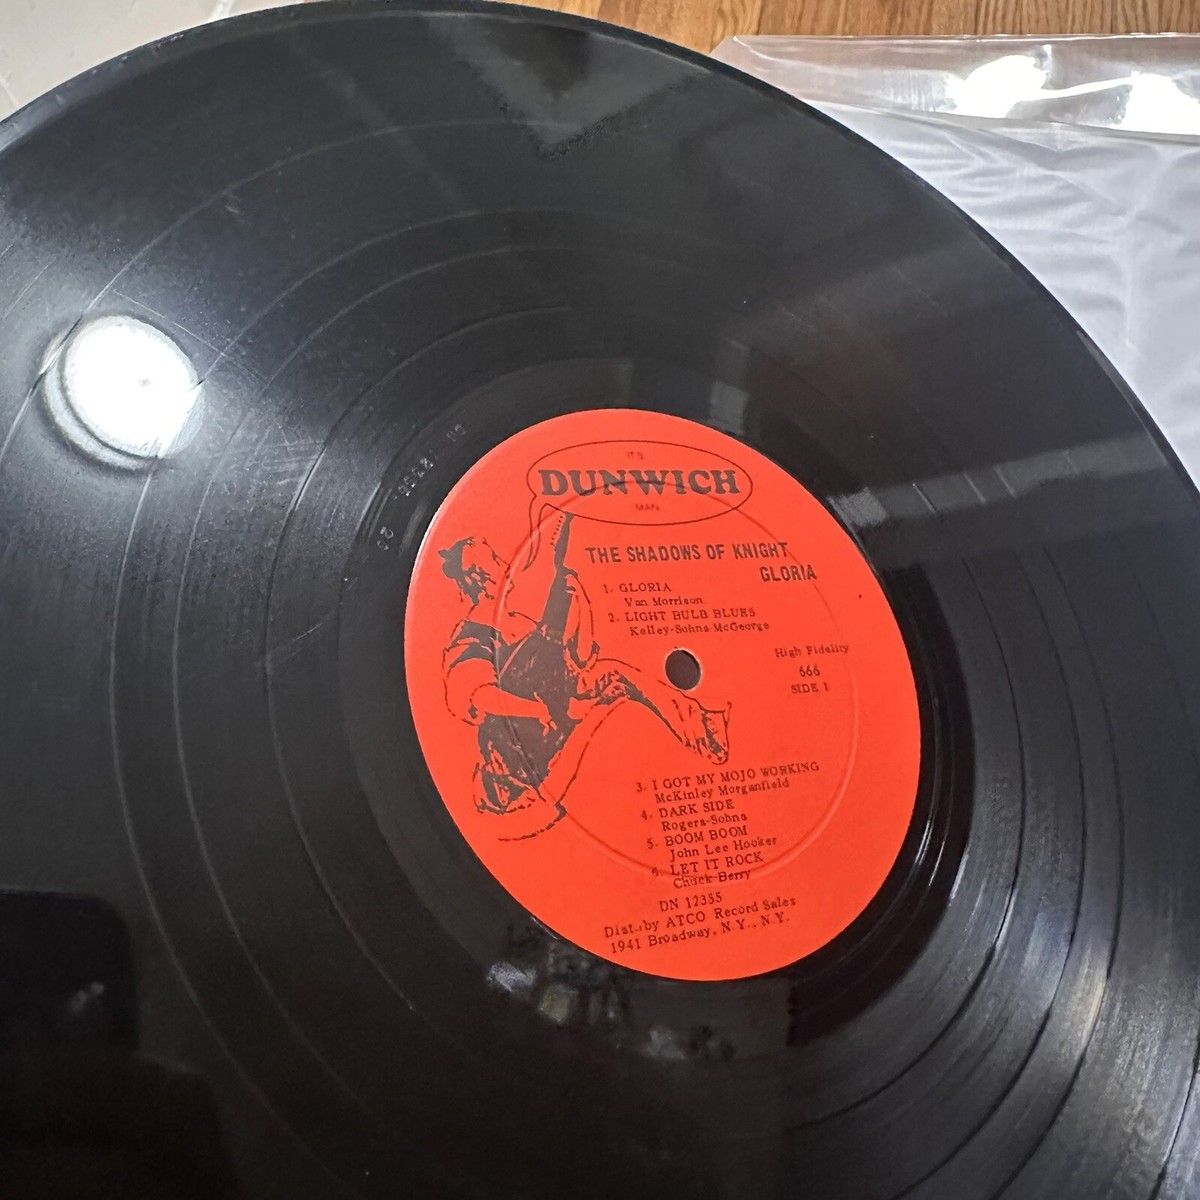 IT'S
DUNWICH
MAN.
THE SHADOWS OF KNIGHT
GLORIA
1. GLORIA
Van Morrison
2. LIGHT BULB BLUES
Kelley-Sohns-McGeorge
High Fidelity
666
SIDE 1
3. I GOT MY MOJO WORKING
McKinley Morganfield
4. DARK SIDE
Rogers-Sohns
5. BOOM BOOM
John Lee Hooker
6. LET IT ROCK
Chuck Berry
DN 12355
Dist. by ATCO Record Sales
1941 Broadway, N.Y., N.Y.